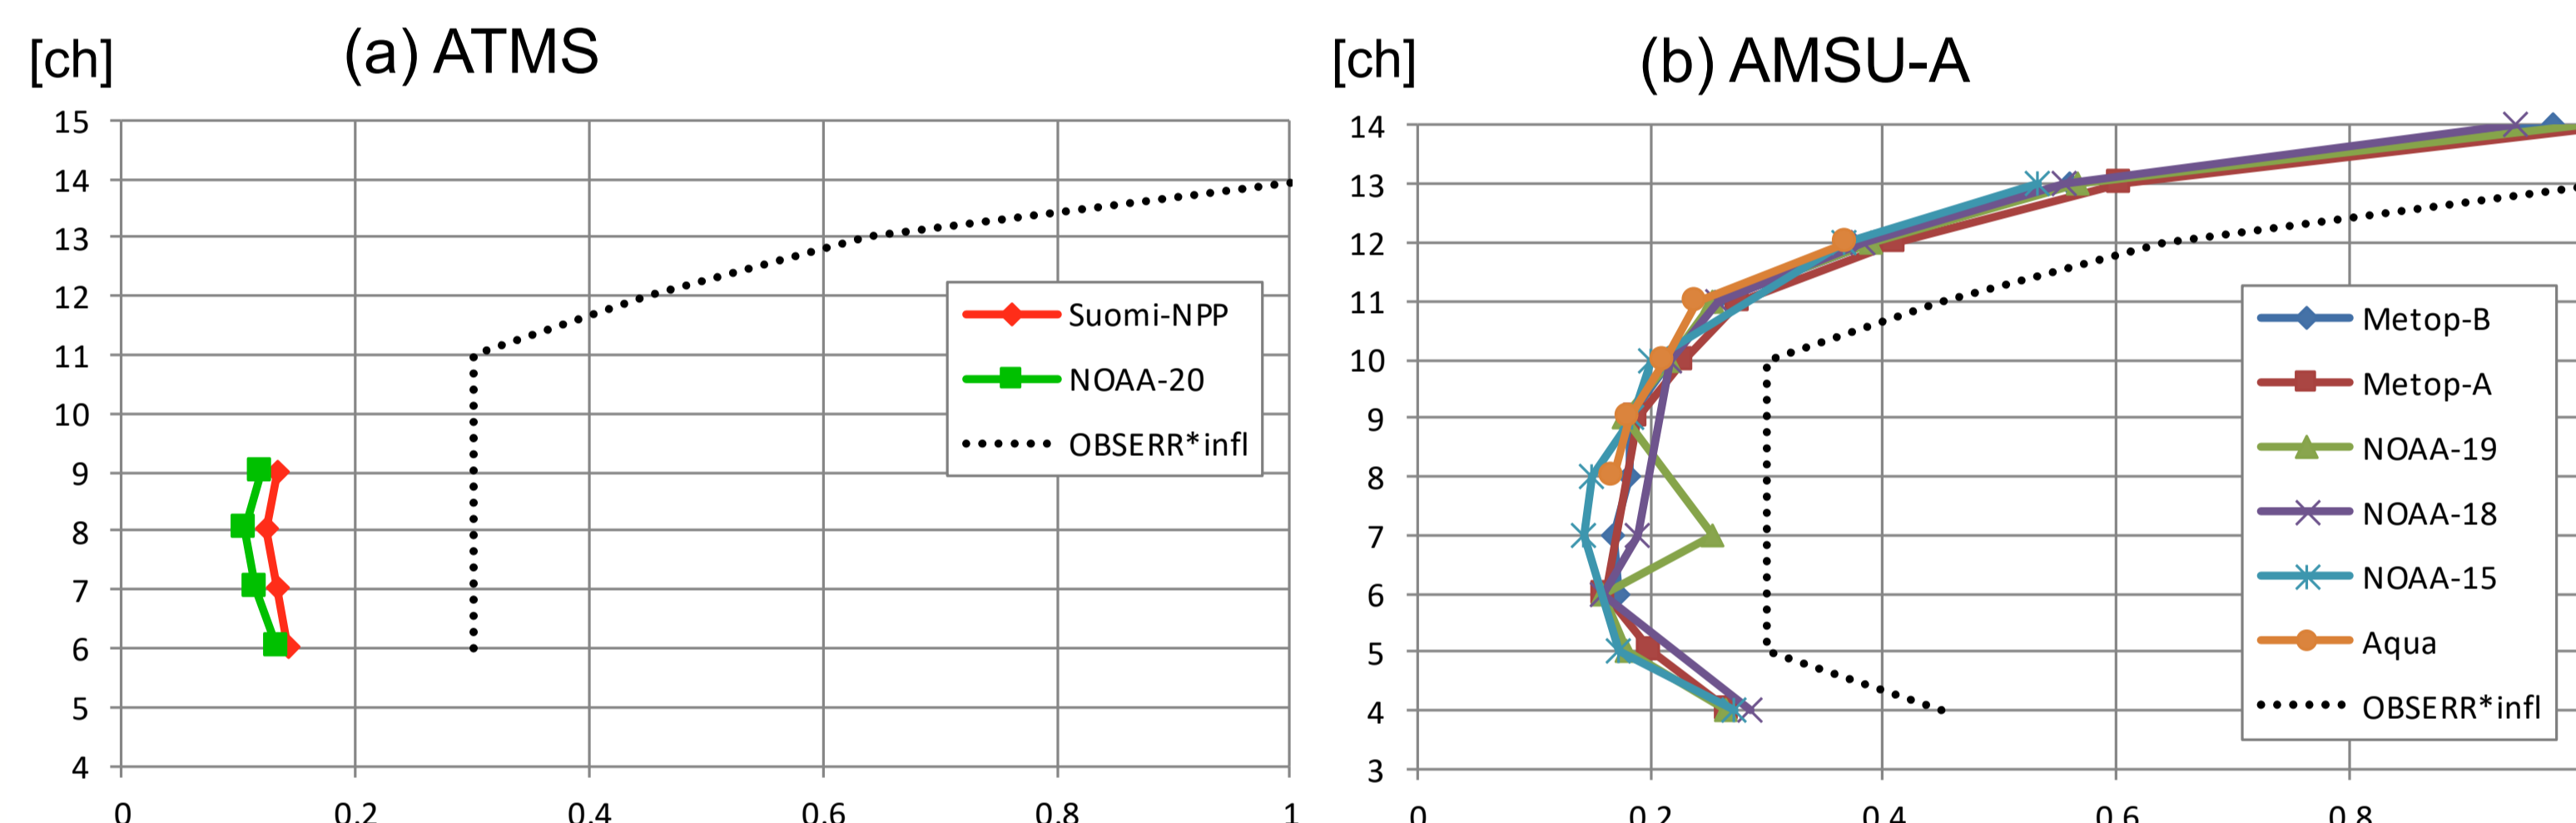 [ch] (a) ATMS
15
14
13
12
11
10
9
8
7
6
5
4
0 0.2 0.4 0.6 0.8 1
Suomi-NPP
NOAA-20
OBSERR*infl
[ch] (b) AMSU-A
14
13
12
11
10
9
8
7
6
5
4
3
0 0.2 0.4 0.6 0.8
Metop-B
Metop-A
NOAA-19
NOAA-18
NOAA-15
Aqua
OBSERR*infl